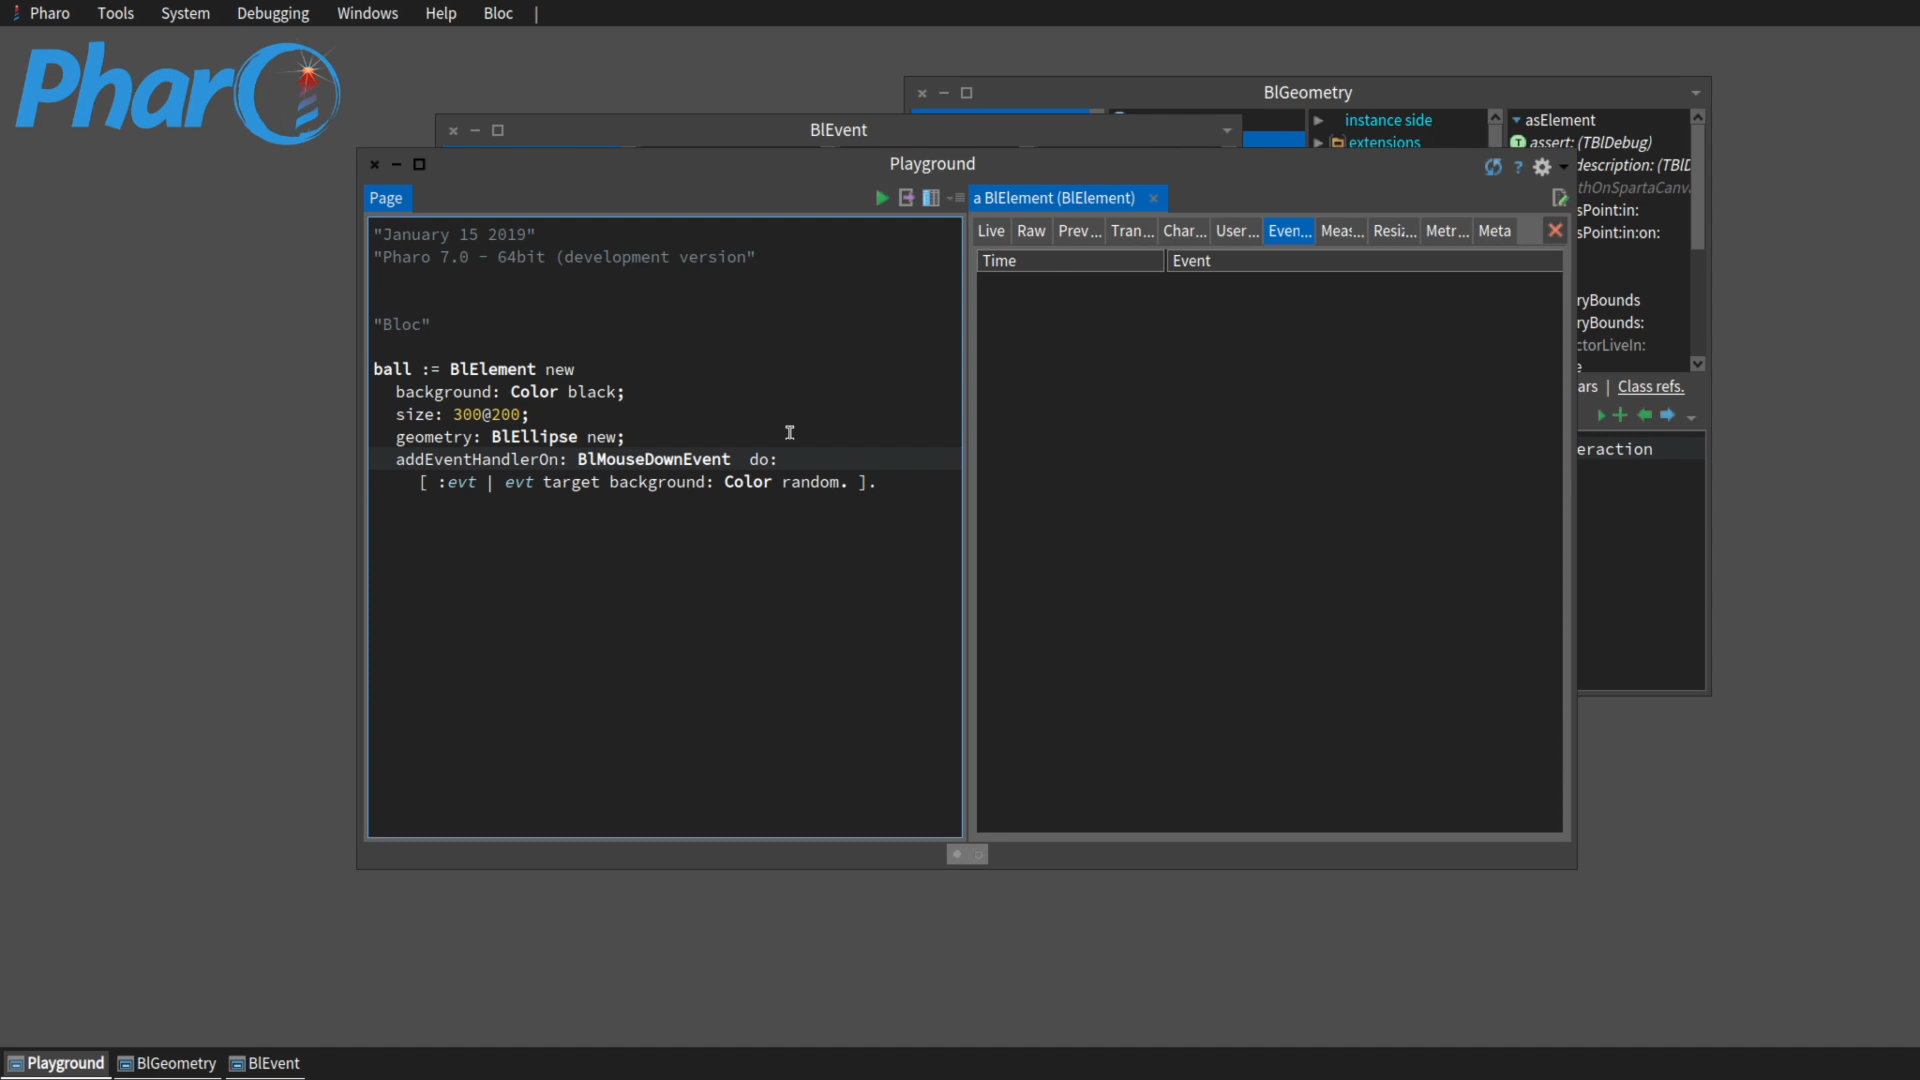 Pharo Tools System Debugging Windows Help Bloc |
Pharo
BlGeometry
BlEvent
instance side
asElement
extensions
assert: (TBlDebug)
description: (TBlD
thOnSpartaCanv
sPoint:in:
sPoint:in:on:
ryBounds
ryBounds:
ctorLiveIn:
e
ars | Class refs.
eraction
Playground
Page
a BlElement (BlElement)
Live Raw Prev... Tran... Char... User... Even... Meas... Resiz... Metr... Meta
Time Event
"January 15 2019"
"Pharo 7.0 - 64bit (development version"
"Bloc"
ball := BlElement new
background: Color black;
size: 300@200;
geometry: BlEllipse new;
addEventHandlerOn: BlMouseDownEvent  do:
[ :evt | evt target background: Color random. ].
Playground BlGeometry BlEvent